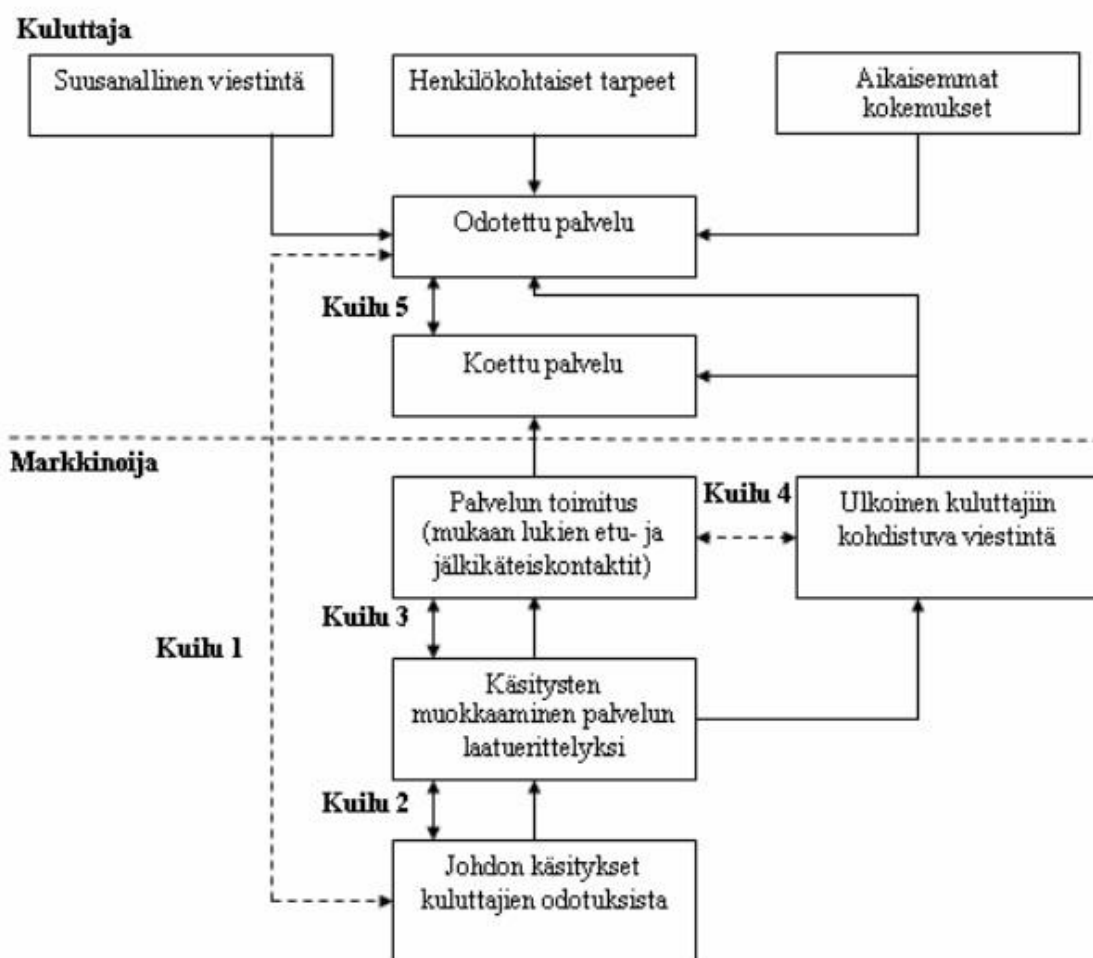 Kuluttaja
Suusanallinen viestintä
Henkilökohtaiset tarpeet
Aikaisemmat
kokemukset
Odotettu palvelu
Kuilu 5
Koettu palvelu
Markkinoija
Palvelun toimitus
(mukaan lukien etu- ja
jälkikäteiskontaktit)
Kuilu 4
Ulkoinen kuluttajiin
kohdistuva viestintä
Kuilu 3
Kuilu 1
Käsitysten
muokkaaminen palvelun
laatuerittelyksi
Kuilu 2
Johdon käsitykset
kuluttajien odotuksista